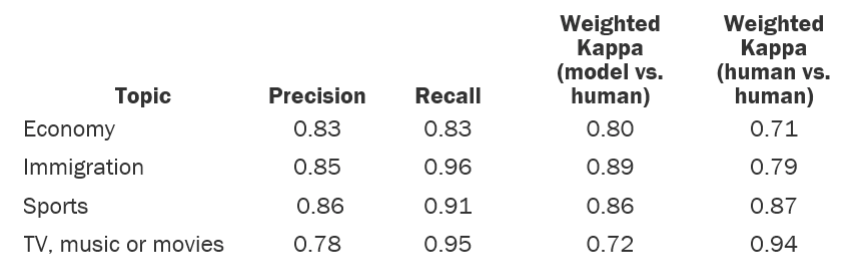 Topic Precision Recall Weighted Kappa (model vs. human) Weighted Kappa (human vs. human)
Economy 0.83 0.83 0.80 0.71
Immigration 0.85 0.96 0.89 0.79
Sports 0.86 0.91 0.86 0.87
TV, music or movies 0.78 0.95 0.72 0.94